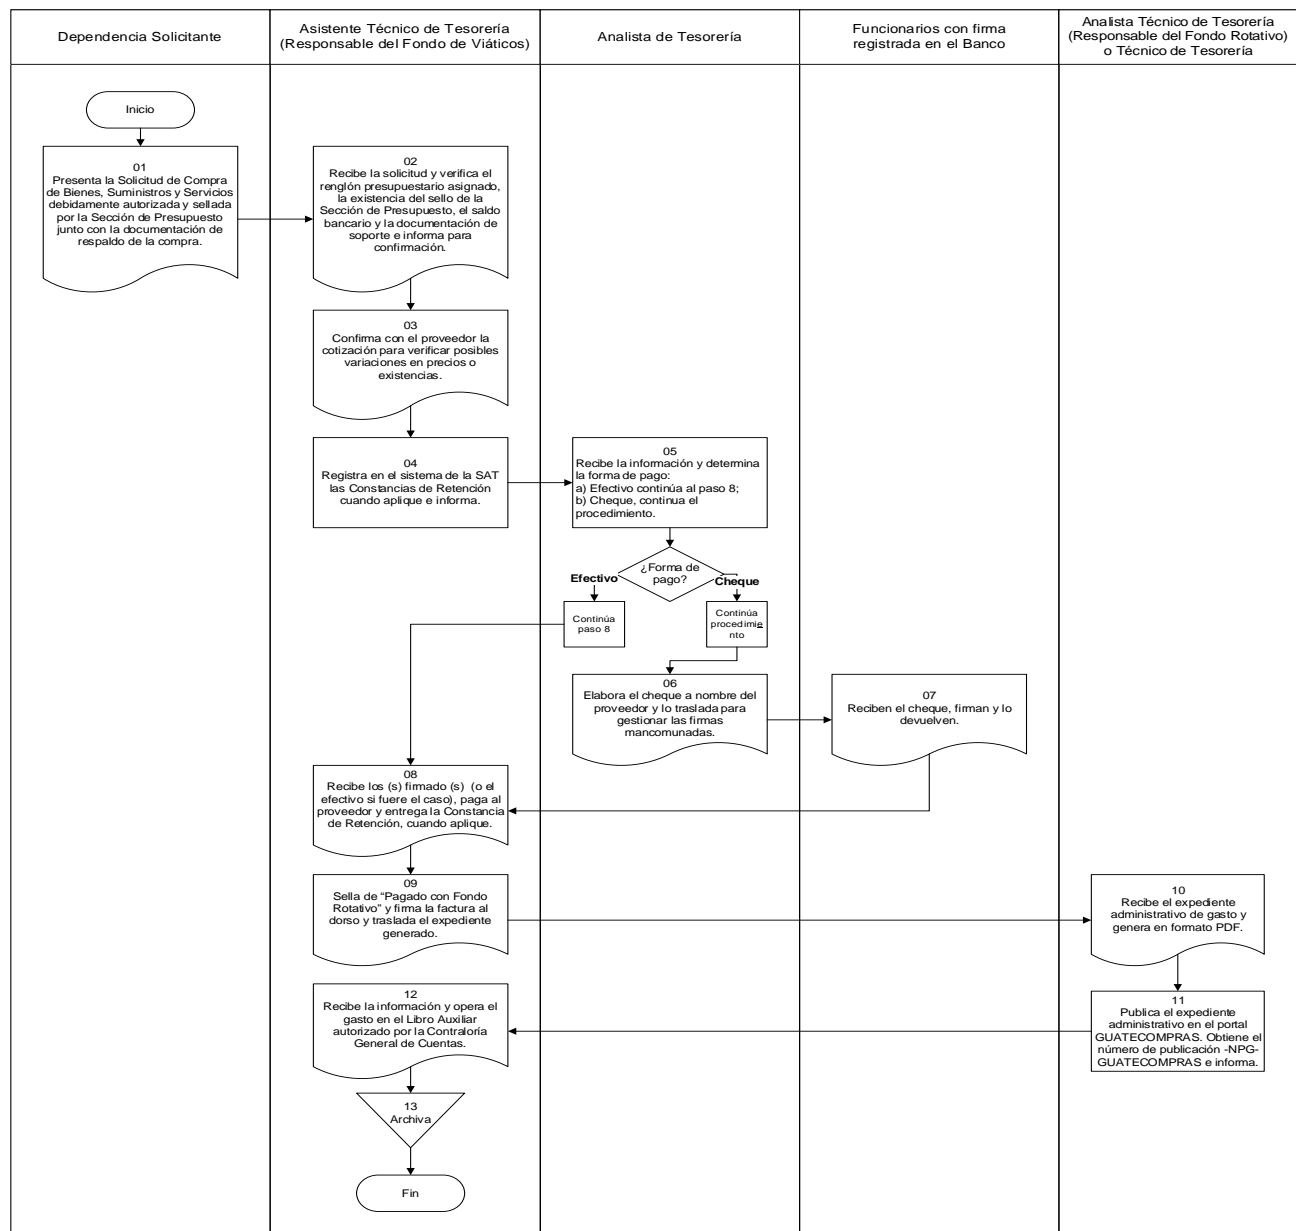 Dependencia Solicitante
Asistente Técnico de Tesorería
(Responsable del Fondo de Viáticos)
Analista de Tesorería
Funcionarios con firma
registrada en el Banco
Analista Técnico de Tesorería
(Responsable del Fondo Rotativo)
o Técnico de Tesorería
Inicio
01
Presenta la Solicitud de Compra
de Bienes, Suministros y Servicios
debidamente autorizada y sellada
por la Sección de Presupuesto
junto con la documentación de
respaldo de la compra.
02
Recibe la solicitud y verifica el
renglón presupuestario asignado,
la existencia del sello de la
Sección de Presupuesto, el saldo
bancario y la documentación de
soporte e informa para
confirmación.
03
Confirma con el proveedor la
cotización para verificar posibles
variaciones en precios o
existencias.
04
Registra en el sistema de la SAT
las Constancias de Retención
cuando aplique e informa.
05
Recibe la información y determina
la forma de pago:
a) Efectivo continúa al paso 8;
b) Cheque, continua el
procedimiento.
¿Forma de
pago?
Efectivo
Cheque
Continúa
paso 8
Continúa
procedimie
nto
06
Elabora el cheque a nombre del
proveedor y lo traslada para
gestionar las firmas
mancomunadas.
07
Reciben el cheque, firman y lo
devuelven.
08
Recibe los (s) firmado (s) (o el
efectivo si fuere el caso), paga al
proveedor y entrega la Constancia
de Retención, cuando aplique.
09
Sella de “Pagado con Fondo
Rotativo” y firma la factura al
dorso y traslada el expediente
generado.
10
Recibe el expediente
administrativo de gasto y
genera en formato PDF.
11
Publica el expediente
administrativo en el portal
GUATECOMPRAS. Obtiene el
número de publicación -NPG-
GUATECOMPRAS e informa.
12
Recibe la información y opera el
gasto en el Libro Auxiliar
autorizado por la Contraloría
General de Cuentas.
13
Archiva
Fin